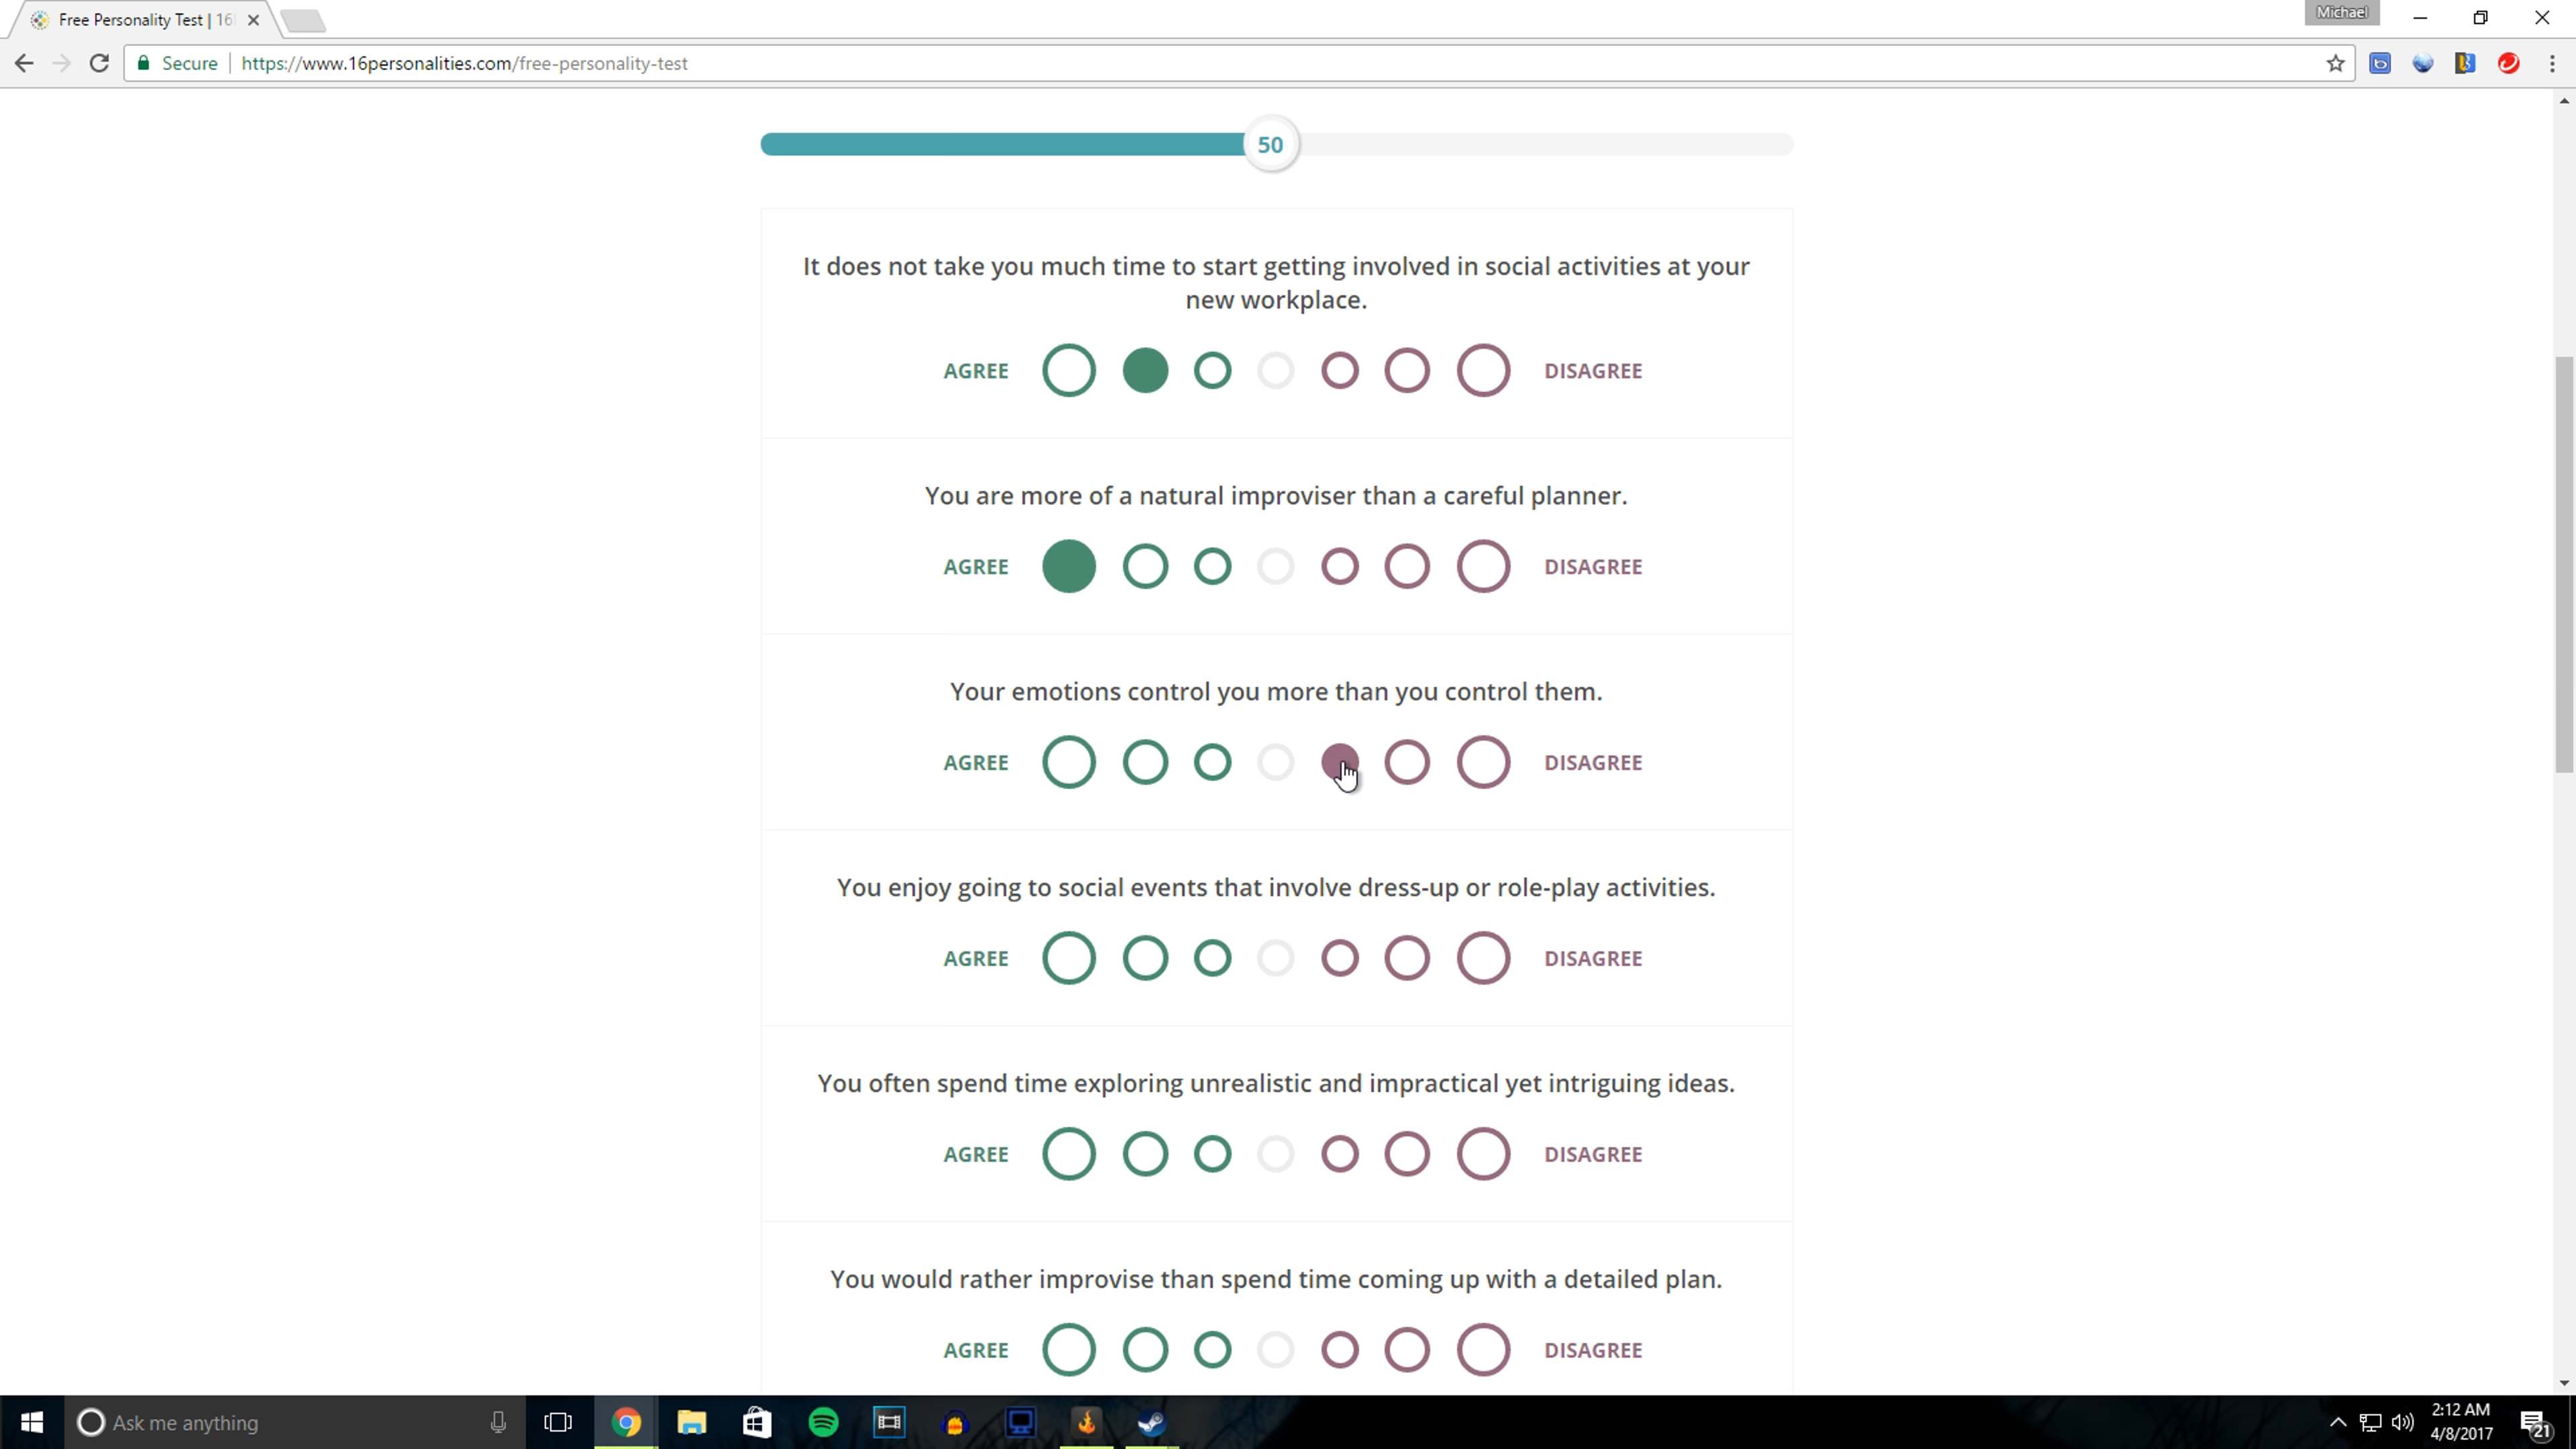 Free Personality Test | 16
Michael
Secure
https://www.16personalities.com/free-personality-test
50
It does not take you much time to start getting involved in social activities at your
new workplace.
AGREE DISAGREE
You are more of a natural improviser than a careful planner.
AGREE DISAGREE
Your emotions control you more than you control them.
AGREE DISAGREE
You enjoy going to social events that involve dress-up or role-play activities.
AGREE DISAGREE
You often spend time exploring unrealistic and impractical yet intriguing ideas.
AGREE DISAGREE
You would rather improvise than spend time coming up with a detailed plan.
AGREE DISAGREE
Ask me anything
2:12 AM
4/8/2017
21